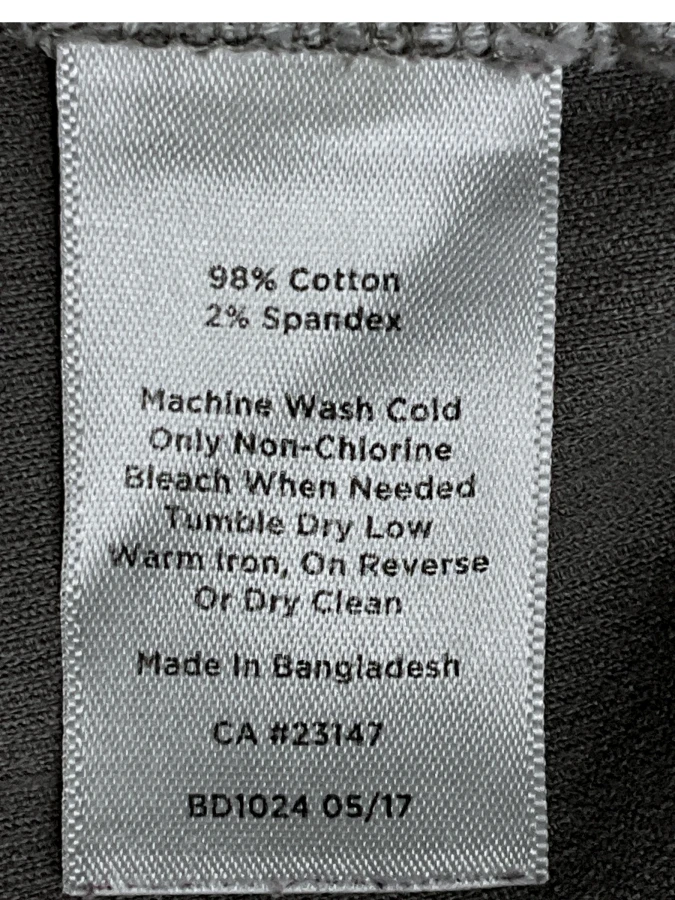 98% Cotton
2% Spandex
Machine Wash Cold
Only Non-Chlorine
Bleach When Needed
Tumble Dry Low
Warm Iron, On Reverse
Or Dry Clean
Made In Bangladesh
CA #23147
BD1024 05/17